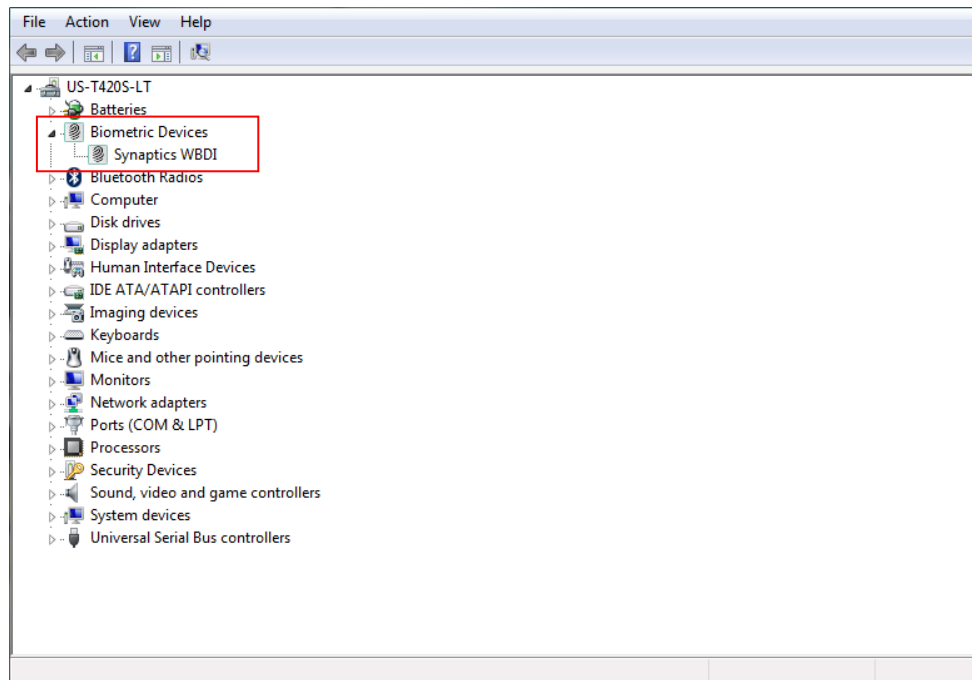 File Action View Help
US-T420S-LT
Batteries
Biometric Devices
Synaptics WBDI
Bluetooth Radios
Computer
Disk drives
Display adapters
Human Interface Devices
IDE ATA/ATAPI controllers
Imaging devices
Keyboards
Mice and other pointing devices
Monitors
Network adapters
Ports (COM & LPT)
Processors
Security Devices
Sound, video and game controllers
System devices
Universal Serial Bus controllers